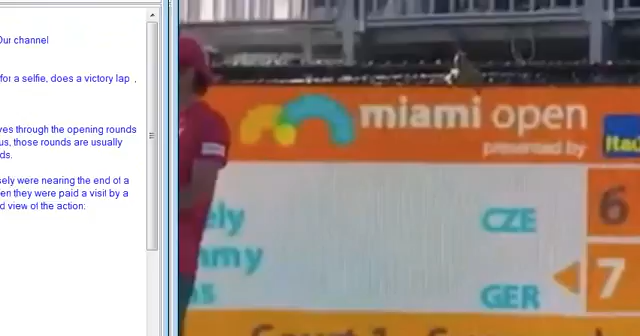 Our channel
for a selfie, does a victory lap ,
ves through the opening rounds
us, those rounds are usually
ds.
sely were nearing the end of a
en they were paid a visit by a
d view of the action:
miami open
presented by
Itaú
ely CZE 6
mmy
as GER 7